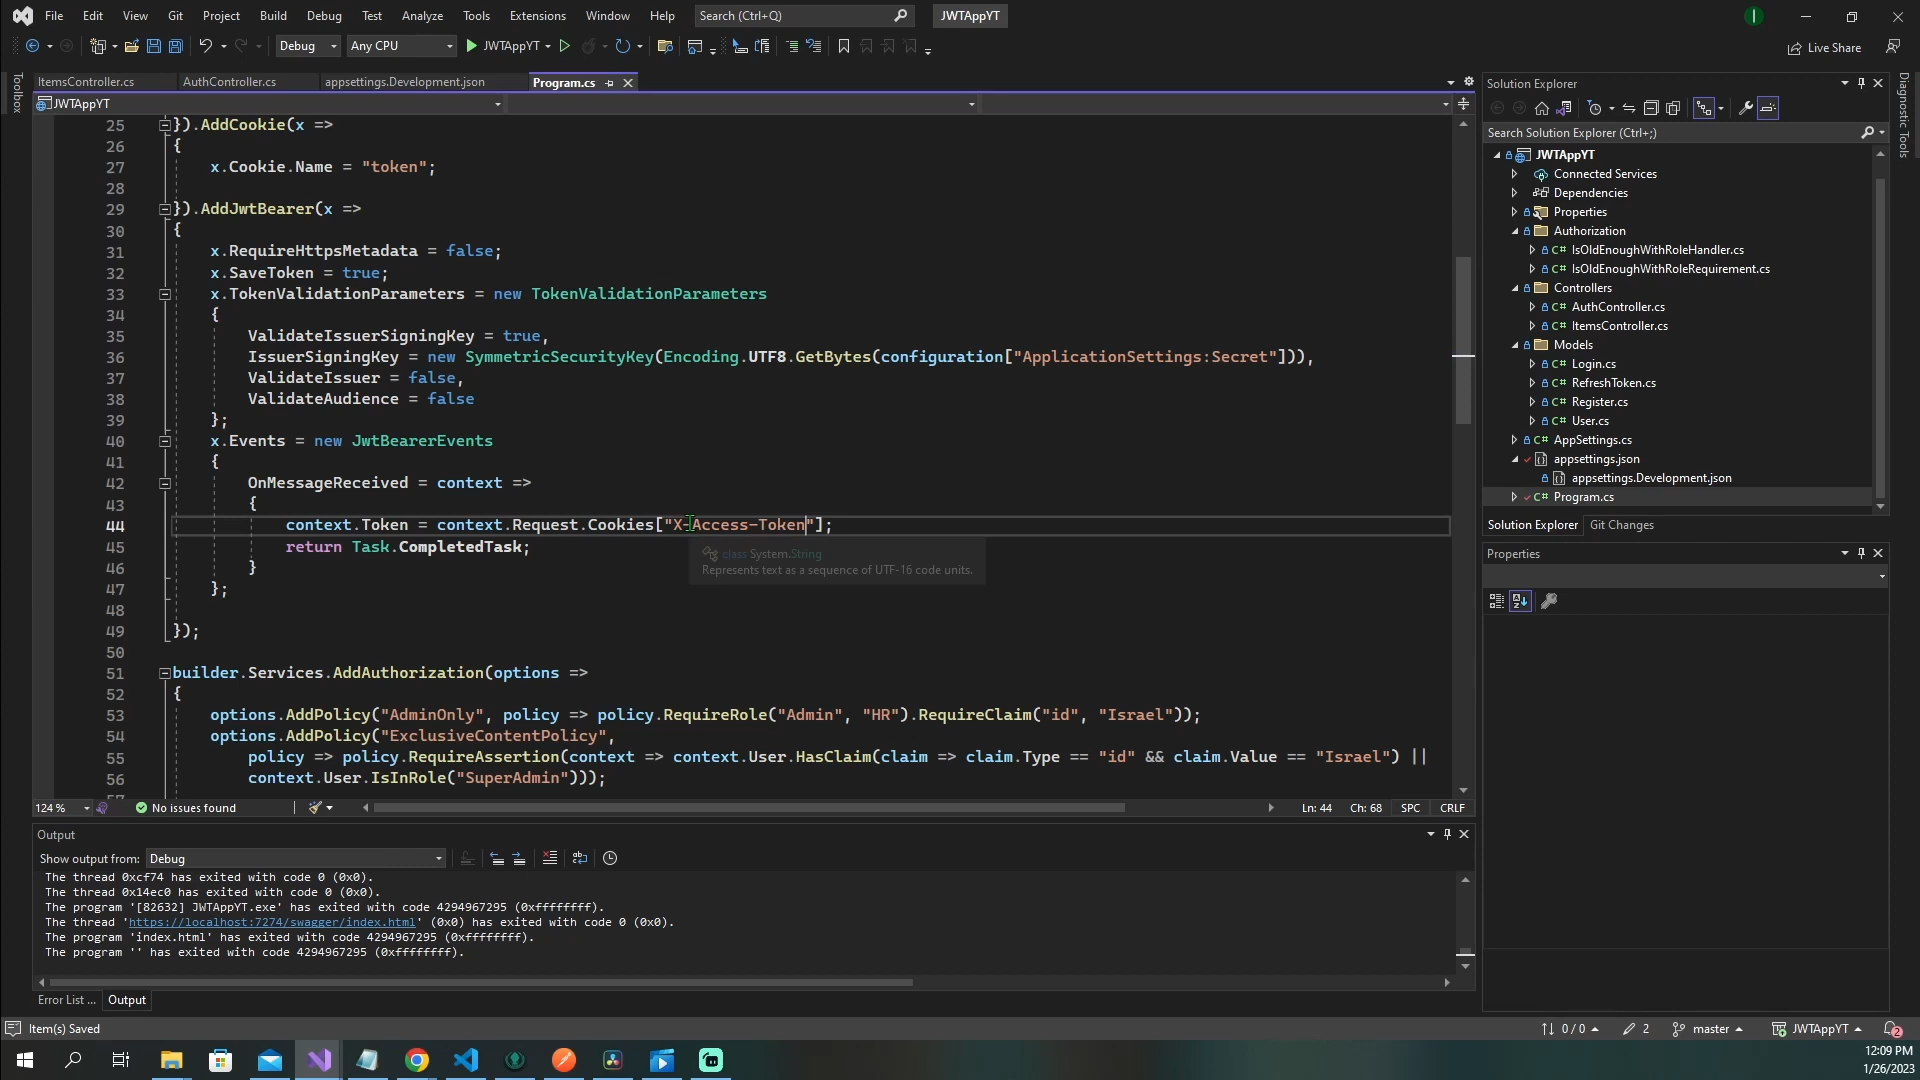 File Edit View Git Project Build Debug Test Analyze Tools Extensions Window Help Search (Ctrl+Q) JWTAppYT
Debug Any CPU JWTAppYT Live Share
Toolbox
ItemsController.cs AuthController.cs appsettings.Development.json Program.cs
JWTAppYT
25 }).AddCookie(x =>
26 {
27 x.Cookie.Name = "token";
28
29 }).AddJwtBearer(x =>
30 {
31 x.RequireHttpsMetadata = false;
32 x.SaveToken = true;
33 x.TokenValidationParameters = new TokenValidationParameters
34 {
35 ValidateIssuerSigningKey = true,
36 IssuerSigningKey = new SymmetricSecurityKey(Encoding.UTF8.GetBytes(configuration["ApplicationSettings:Secret"])),
37 ValidateIssuer = false,
38 ValidateAudience = false
39 };
40 x.Events = new JwtBearerEvents
41 {
42 OnMessageReceived = context =>
43 {
44 context.Token = context.Request.Cookies["X-Access-Token"];
45 return Task.CompletedTask;
class System.String
Represents text as a sequence of UTF-16 code units.
46 }
47 };
48
49 });
50
51 builder.Services.AddAuthorization(options =>
52 {
53 options.AddPolicy("AdminOnly", policy => policy.RequireRole("Admin", "HR").RequireClaim("id", "Israel"));
54 options.AddPolicy("ExclusiveContentPolicy",
55 policy => policy.RequireAssertion(context => context.User.HasClaim(claim => claim.Type == "id" && claim.Value == "Israel") ||
56 context.User.IsInRole("SuperAdmin")));
124 % No issues found Ln: 44 Ch: 68 SPC CRLF
Output
Show output from: Debug
The thread 0xcf74 has exited with code 0 (0x0).
The thread 0x14ec0 has exited with code 0 (0x0).
The program '[82632] JWTAppYT.exe' has exited with code 4294967295 (0xffffffff).
The thread 'https://localhost:7274/swagger/index.html' (0x0) has exited with code 0 (0x0).
The program 'index.html' has exited with code 4294967295 (0xffffffff).
The program '' has exited with code 4294967295 (0xffffffff).
Error List ... Output
Solution Explorer
Search Solution Explorer (Ctrl+;)
JWTAppYT
Connected Services
Dependencies
Properties
Authorization
C# IsOldEnoughWithRoleHandler.cs
C# IsOldEnoughWithRoleRequirement.cs
Controllers
C# AuthController.cs
C# ItemsController.cs
Models
C# Login.cs
C# RefreshToken.cs
C# Register.cs
C# User.cs
C# AppSettings.cs
appsettings.json
appsettings.Development.json
C# Program.cs
Solution Explorer Git Changes
Properties
Diagnostic Tools
Item(s) Saved 0 / 0 2 master JWTAppYT 2
12:09 PM
1/26/2023